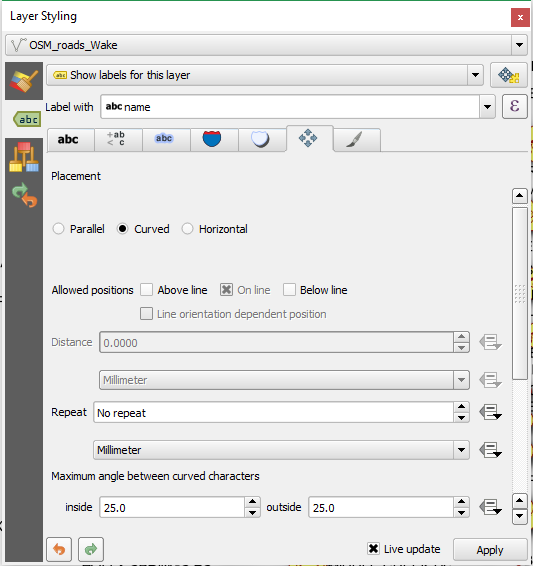 Layer Styling
OSM_roads_Wake
abc Show labels for this layer
abc
Label with abc name ε
abc +ab < c abc
Placement
Parallel Curved Horizontal
Allowed positions Above line On line Below line
Line orientation dependent position
Distance 0.0000
Millimeter
Repeat No repeat
Millimeter
Maximum angle between curved characters
inside 25.0 outside 25.0
Live update Apply